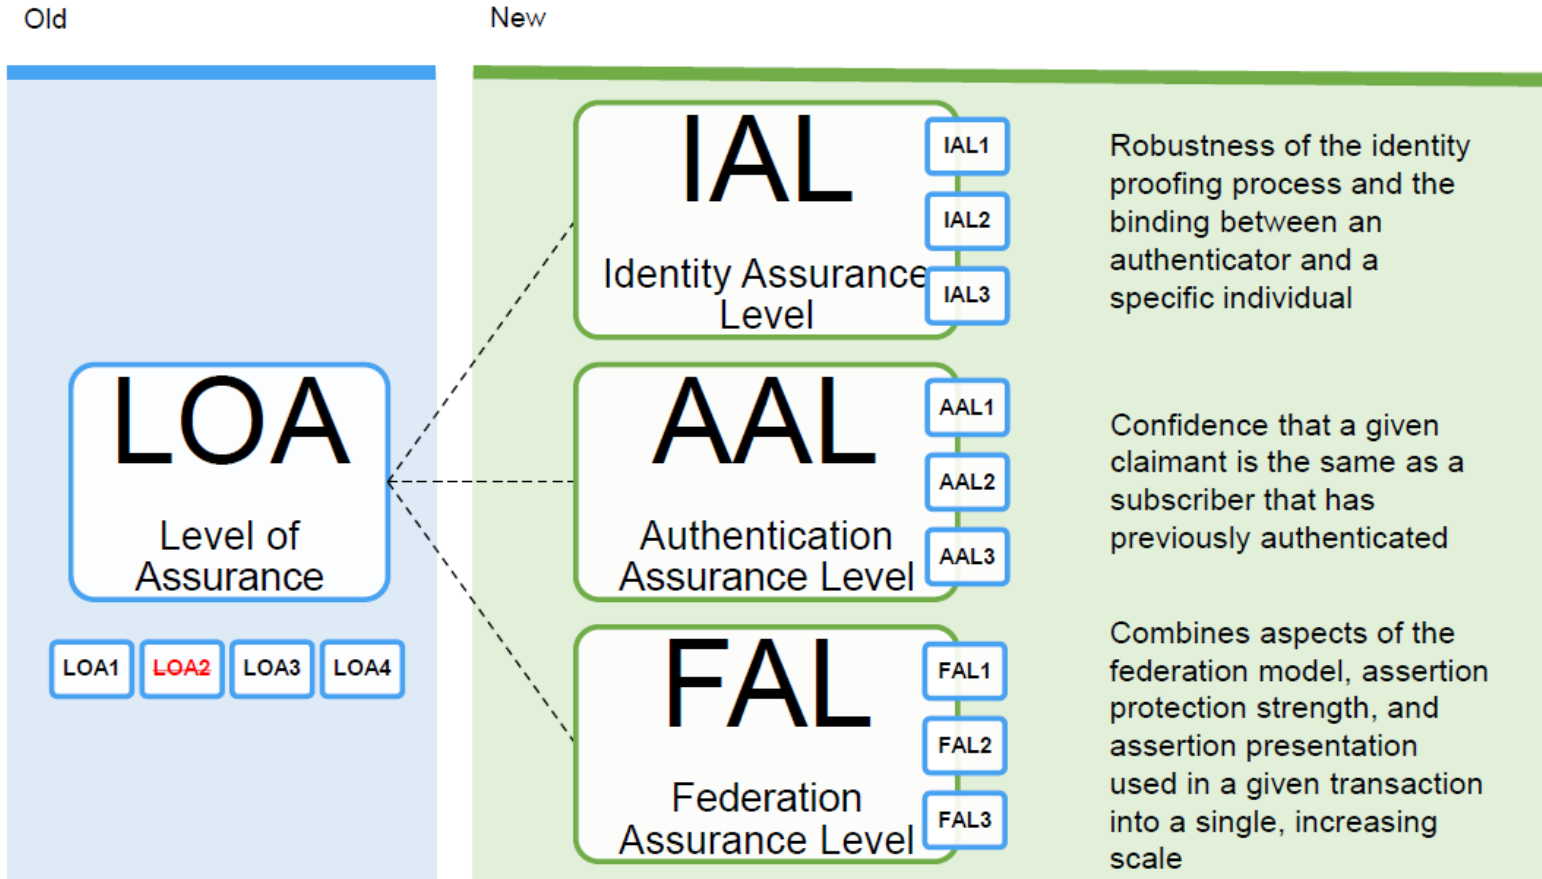 Old
New
LOA
Level of
Assurance
LOA1
LOA2
LOA3
LOA4
IAL
Identity Assurance
Level
IAL1
IAL2
IAL3
Robustness of the identity
proofing process and the
binding between an
authenticator and a
specific individual
AAL
Authentication
Assurance Level
AAL1
AAL2
AAL3
Confidence that a given
claimant is the same as a
subscriber that has
previously authenticated
FAL
Federation
Assurance Level
FAL1
FAL2
FAL3
Combines aspects of the
federation model, assertion
protection strength, and
assertion presentation
used in a given transaction
into a single, increasing
scale